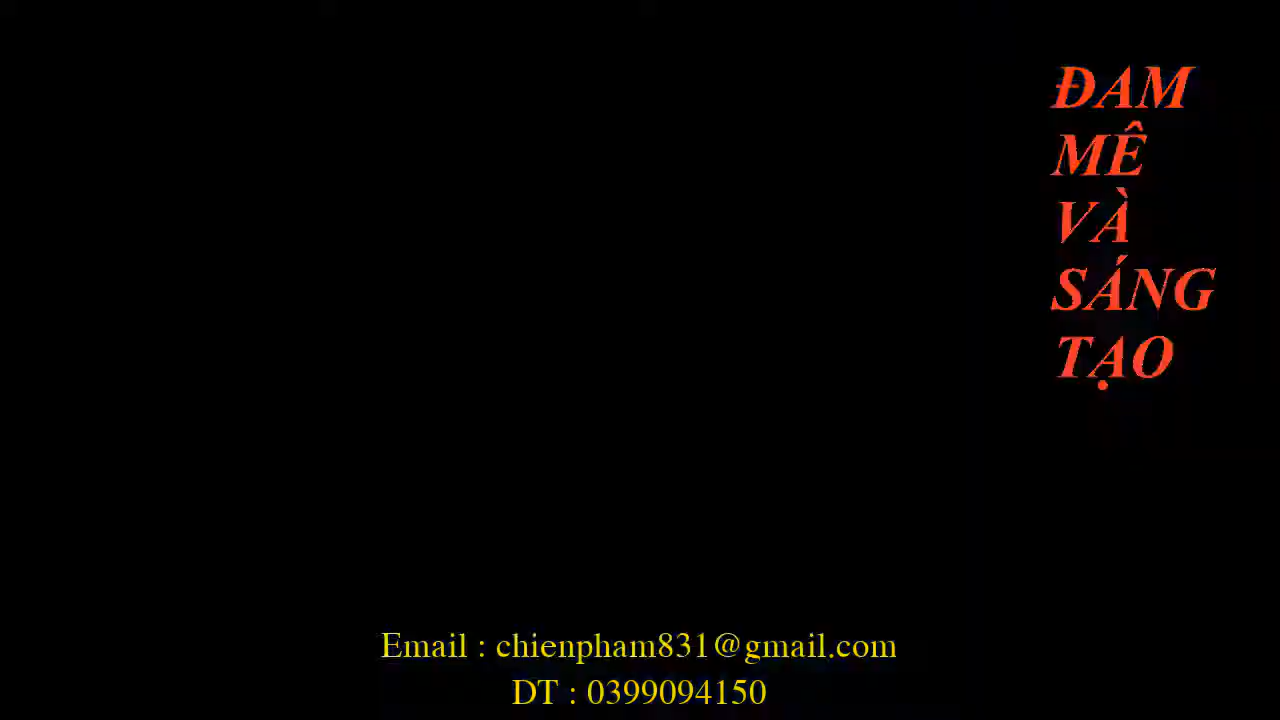 ĐAM
MÊ
VÀ
SÁNG
TẠO
Email : chienpham831@gmail.com
DT : 0399094150